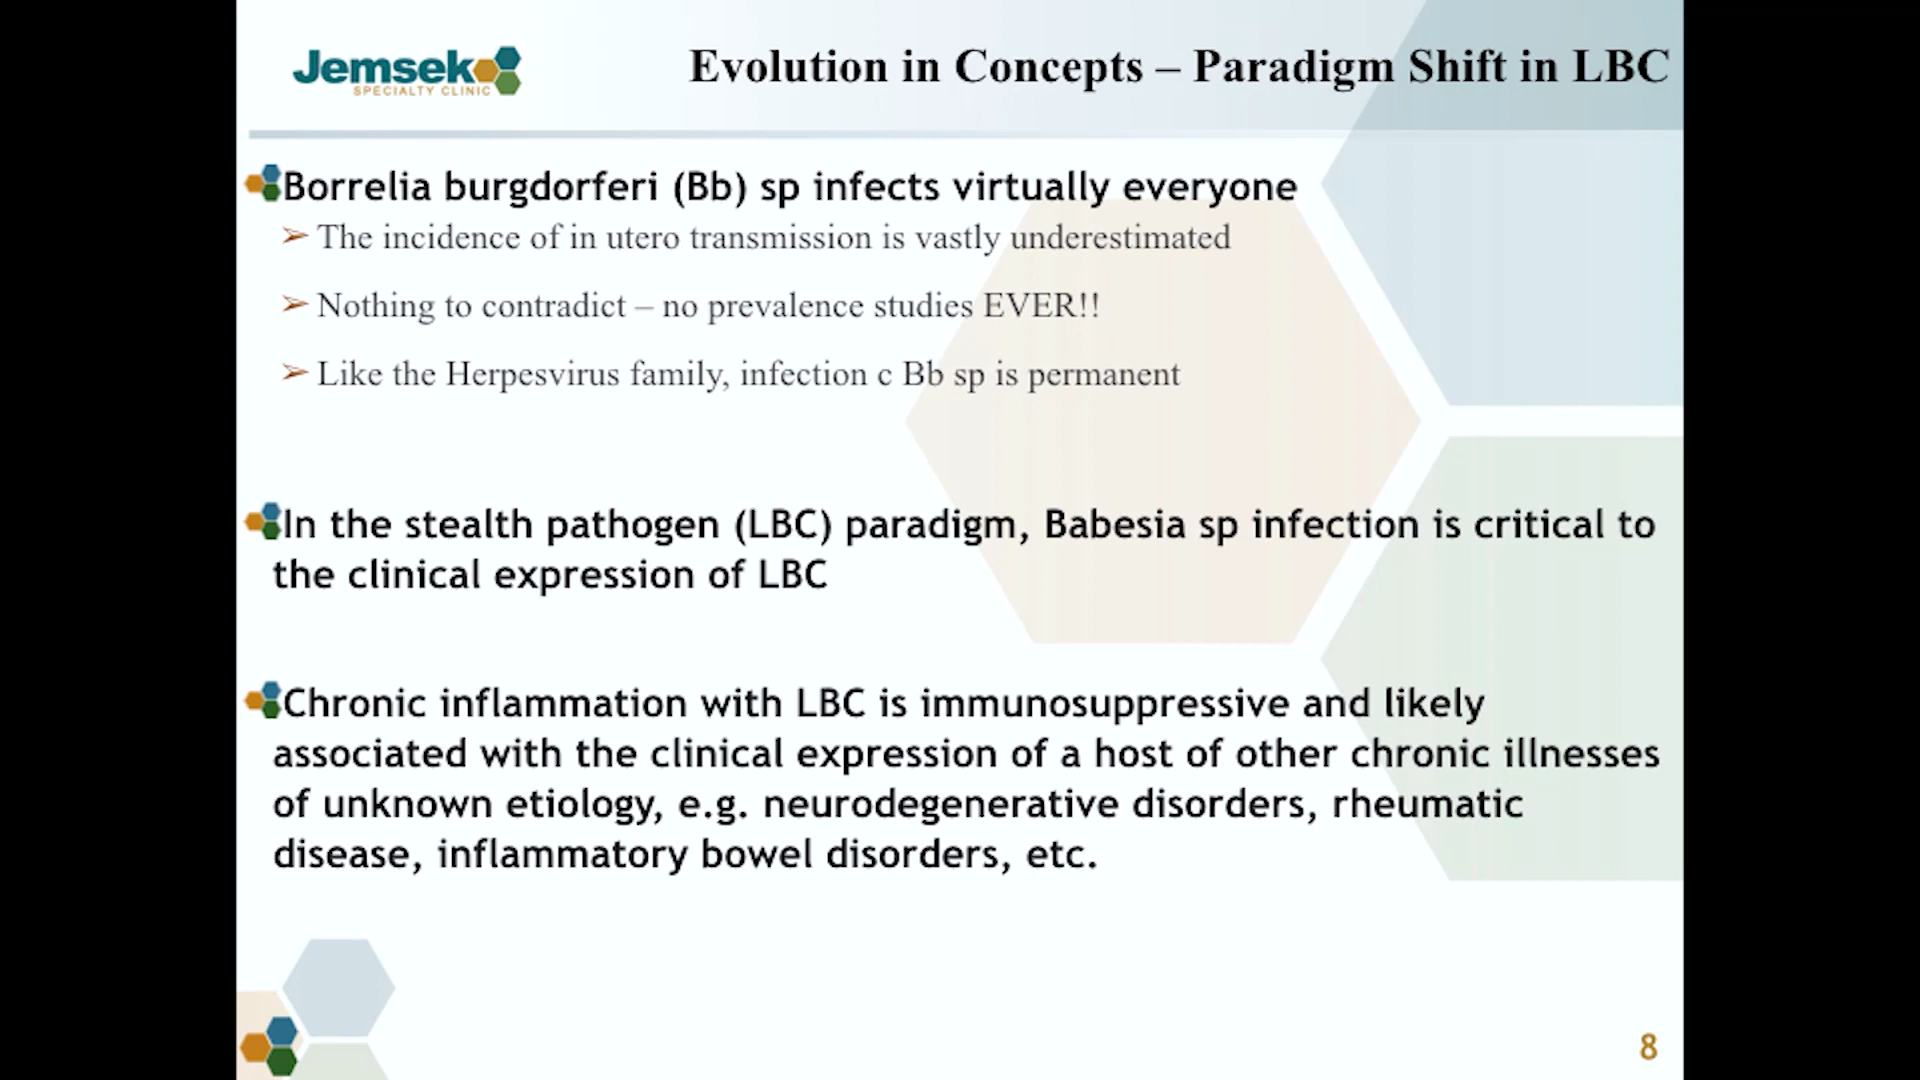 Jemsek
SPECIALTY CLINIC
Evolution in Concepts – Paradigm Shift in LBC
Borrelia burgdorferi (Bb) sp infects virtually everyone
➢ The incidence of in utero transmission is vastly underestimated
➢ Nothing to contradict – no prevalence studies EVER!!
➢ Like the Herpesvirus family, infection c Bb sp is permanent
In the stealth pathogen (LBC) paradigm, Babesia sp infection is critical to
the clinical expression of LBC
Chronic inflammation with LBC is immunosuppressive and likely
associated with the clinical expression of a host of other chronic illnesses
of unknown etiology, e.g. neurodegenerative disorders, rheumatic
disease, inflammatory bowel disorders, etc.
8